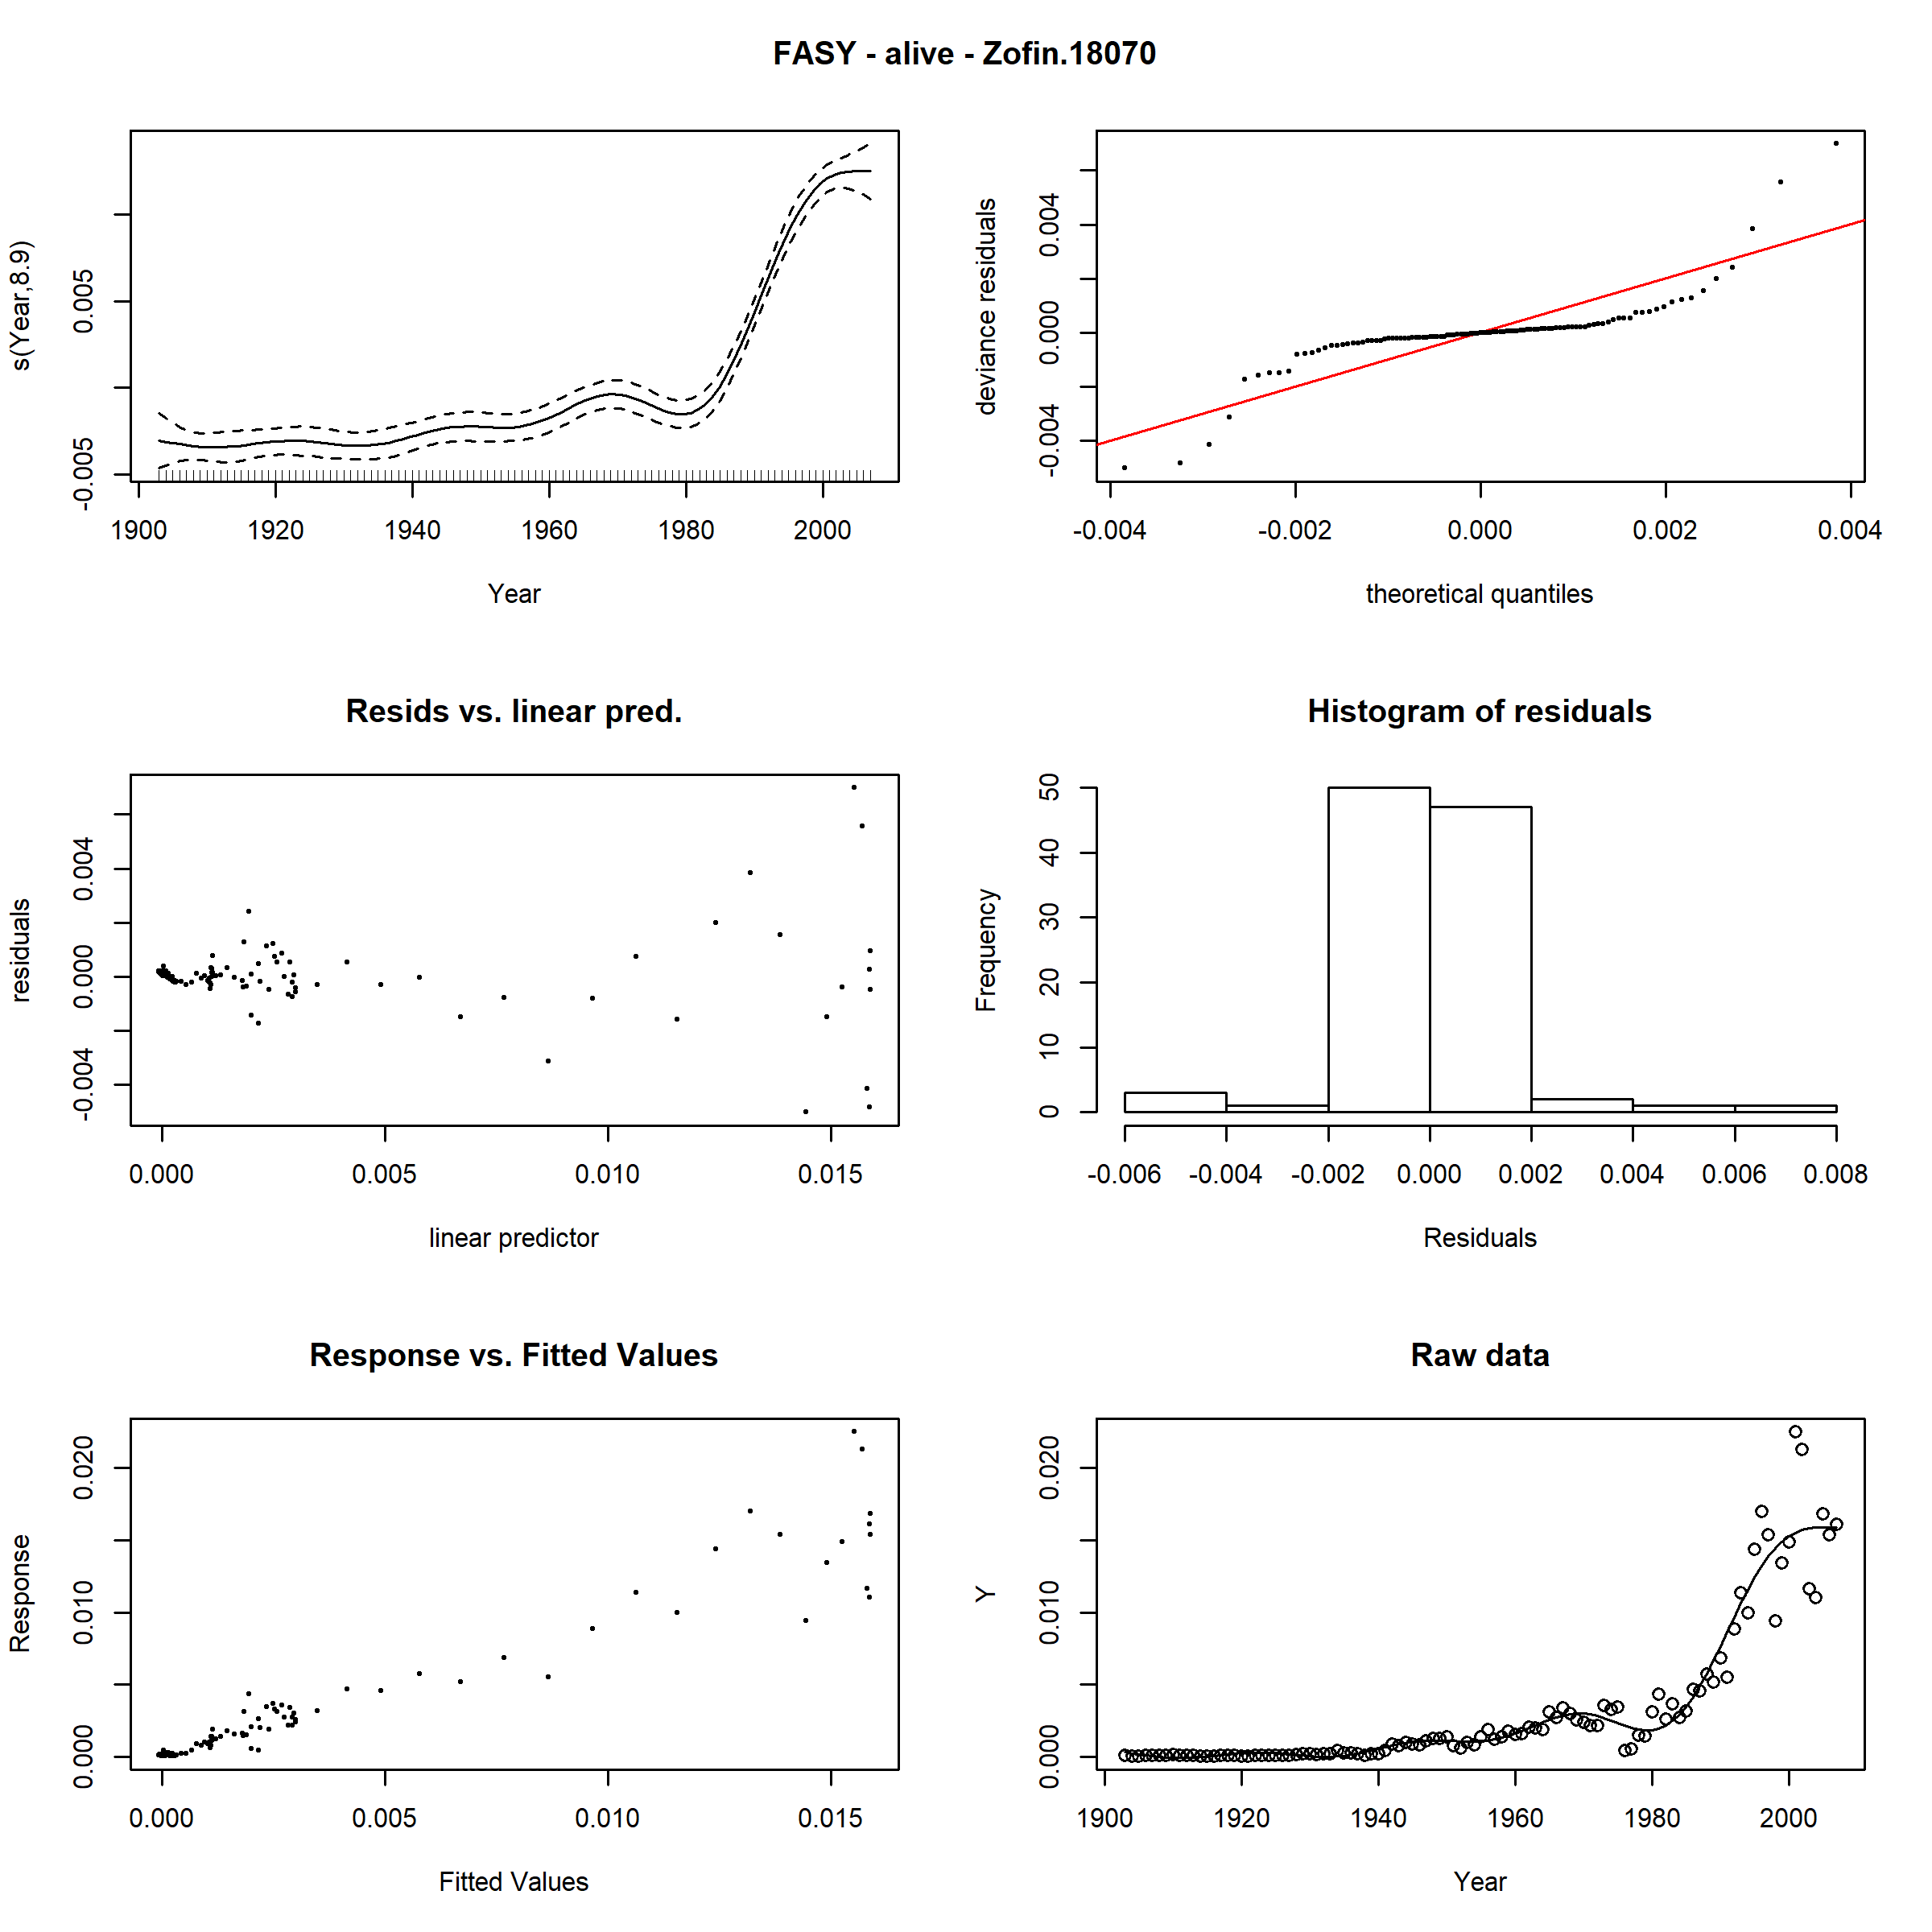 FASY - alive - Zofin.18070
s(Year,8.9)
-0.005 0.005
1900 1920 1940 1960 1980 2000
Year
deviance residuals
-0.004 0.000 0.004
-0.004 -0.002 0.000 0.002 0.004
theoretical quantiles
Resids vs. linear pred.
residuals
-0.004 0.000 0.004
0.000 0.005 0.010 0.015
linear predictor
Histogram of residuals
Frequency
0 10 20 30 40 50
-0.006 -0.004 -0.002 0.000 0.002 0.004 0.006 0.008
Residuals
Response vs. Fitted Values
Response
0.000 0.010 0.020
0.000 0.005 0.010 0.015
Fitted Values
Raw data
Y
0.000 0.010 0.020
1900 1920 1940 1960 1980 2000
Year